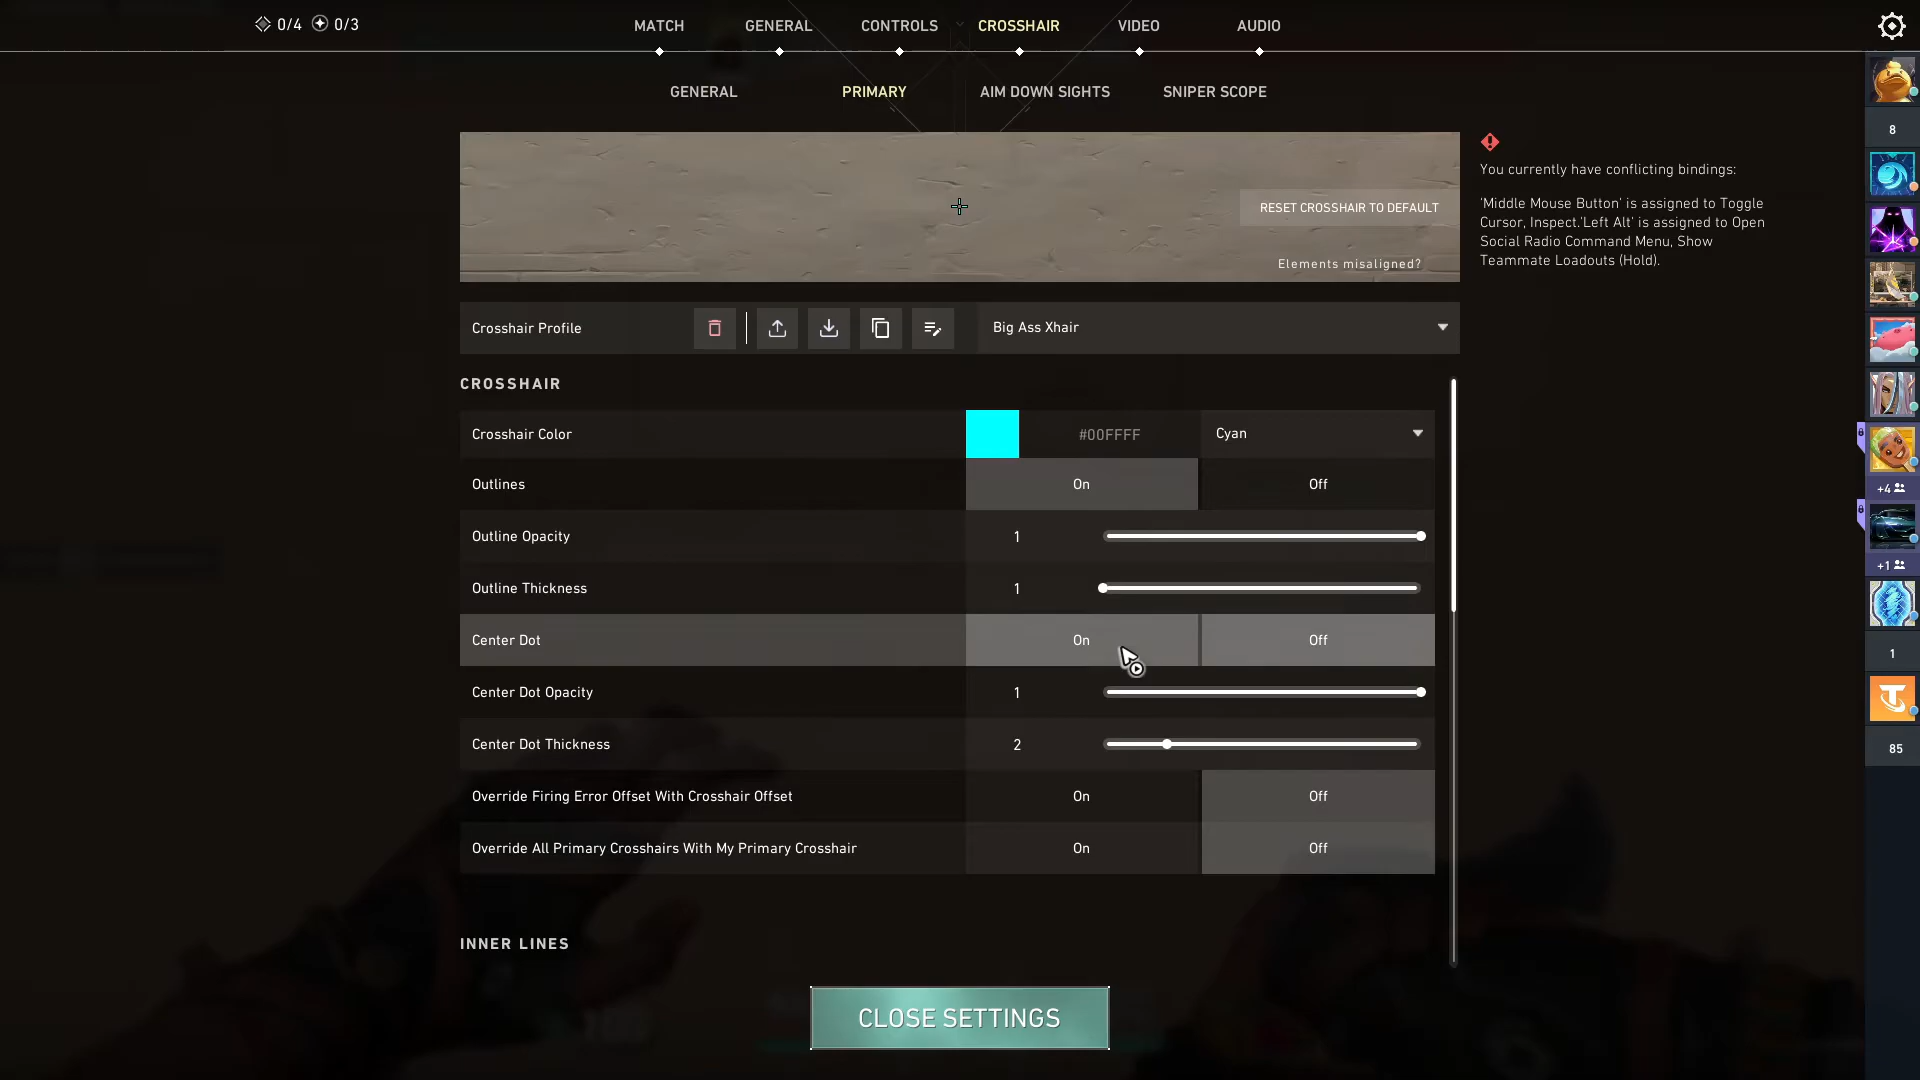 0/4 0/3
MATCH GENERAL CONTROLS CROSSHAIR VIDEO AUDIO
GENERAL PRIMARY AIM DOWN SIGHTS SNIPER SCOPE
RESET CROSSHAIR TO DEFAULT
Elements misaligned?
You currently have conflicting bindings:
'Middle Mouse Button' is assigned to Toggle
Cursor, Inspect.'Left Alt' is assigned to Open
Social Radio Command Menu, Show
Teammate Loadouts (Hold).
Crosshair Profile Big Ass Xhair
CROSSHAIR
Crosshair Color #00FFFF Cyan
Outlines On Off
Outline Opacity 1
Outline Thickness 1
Center Dot On Off
Center Dot Opacity 1
Center Dot Thickness 2
Override Firing Error Offset With Crosshair Offset On Off
Override All Primary Crosshairs With My Primary Crosshair On Off
INNER LINES
CLOSE SETTINGS
8
+4
+1
1
T
85